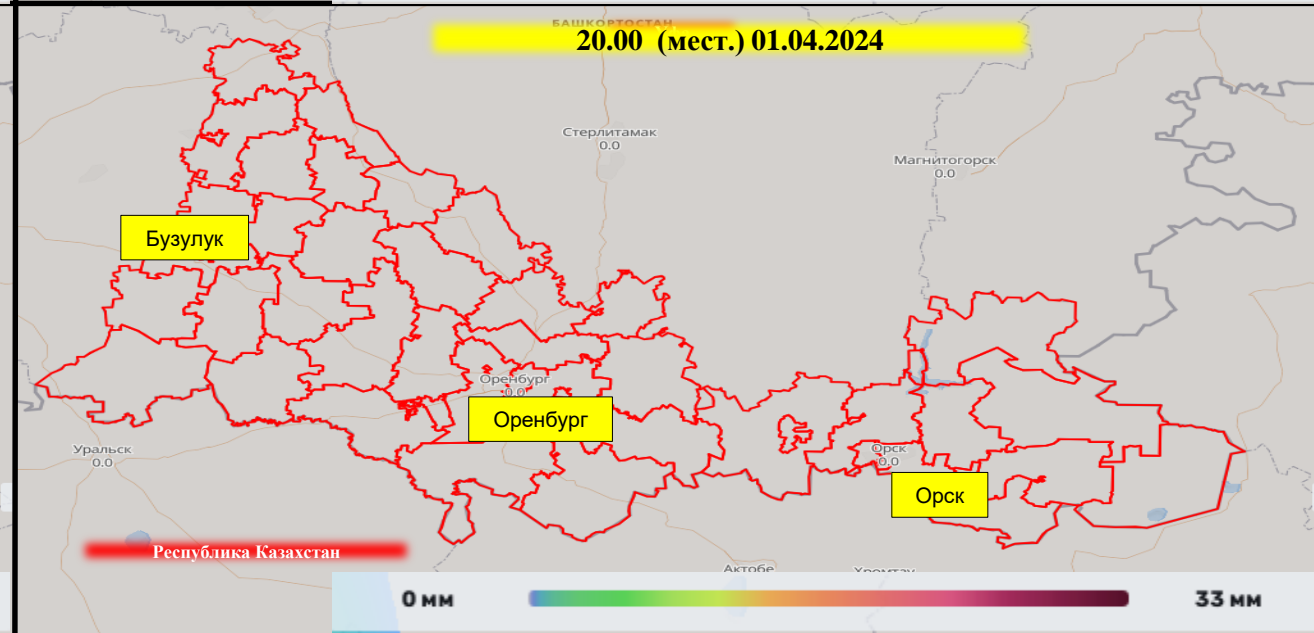 БАШКОРТОСТАН
20.00 (мест.) 01.04.2024
Стерлитамак
0.0
Магнитогорск
0.0
Бузулук
Оренбург
0.0
Оренбург
Уральск
0.0
Орск
0.0
Орск
Республика Казахстан
Актобе
Хромтау
0 мм
33 мм